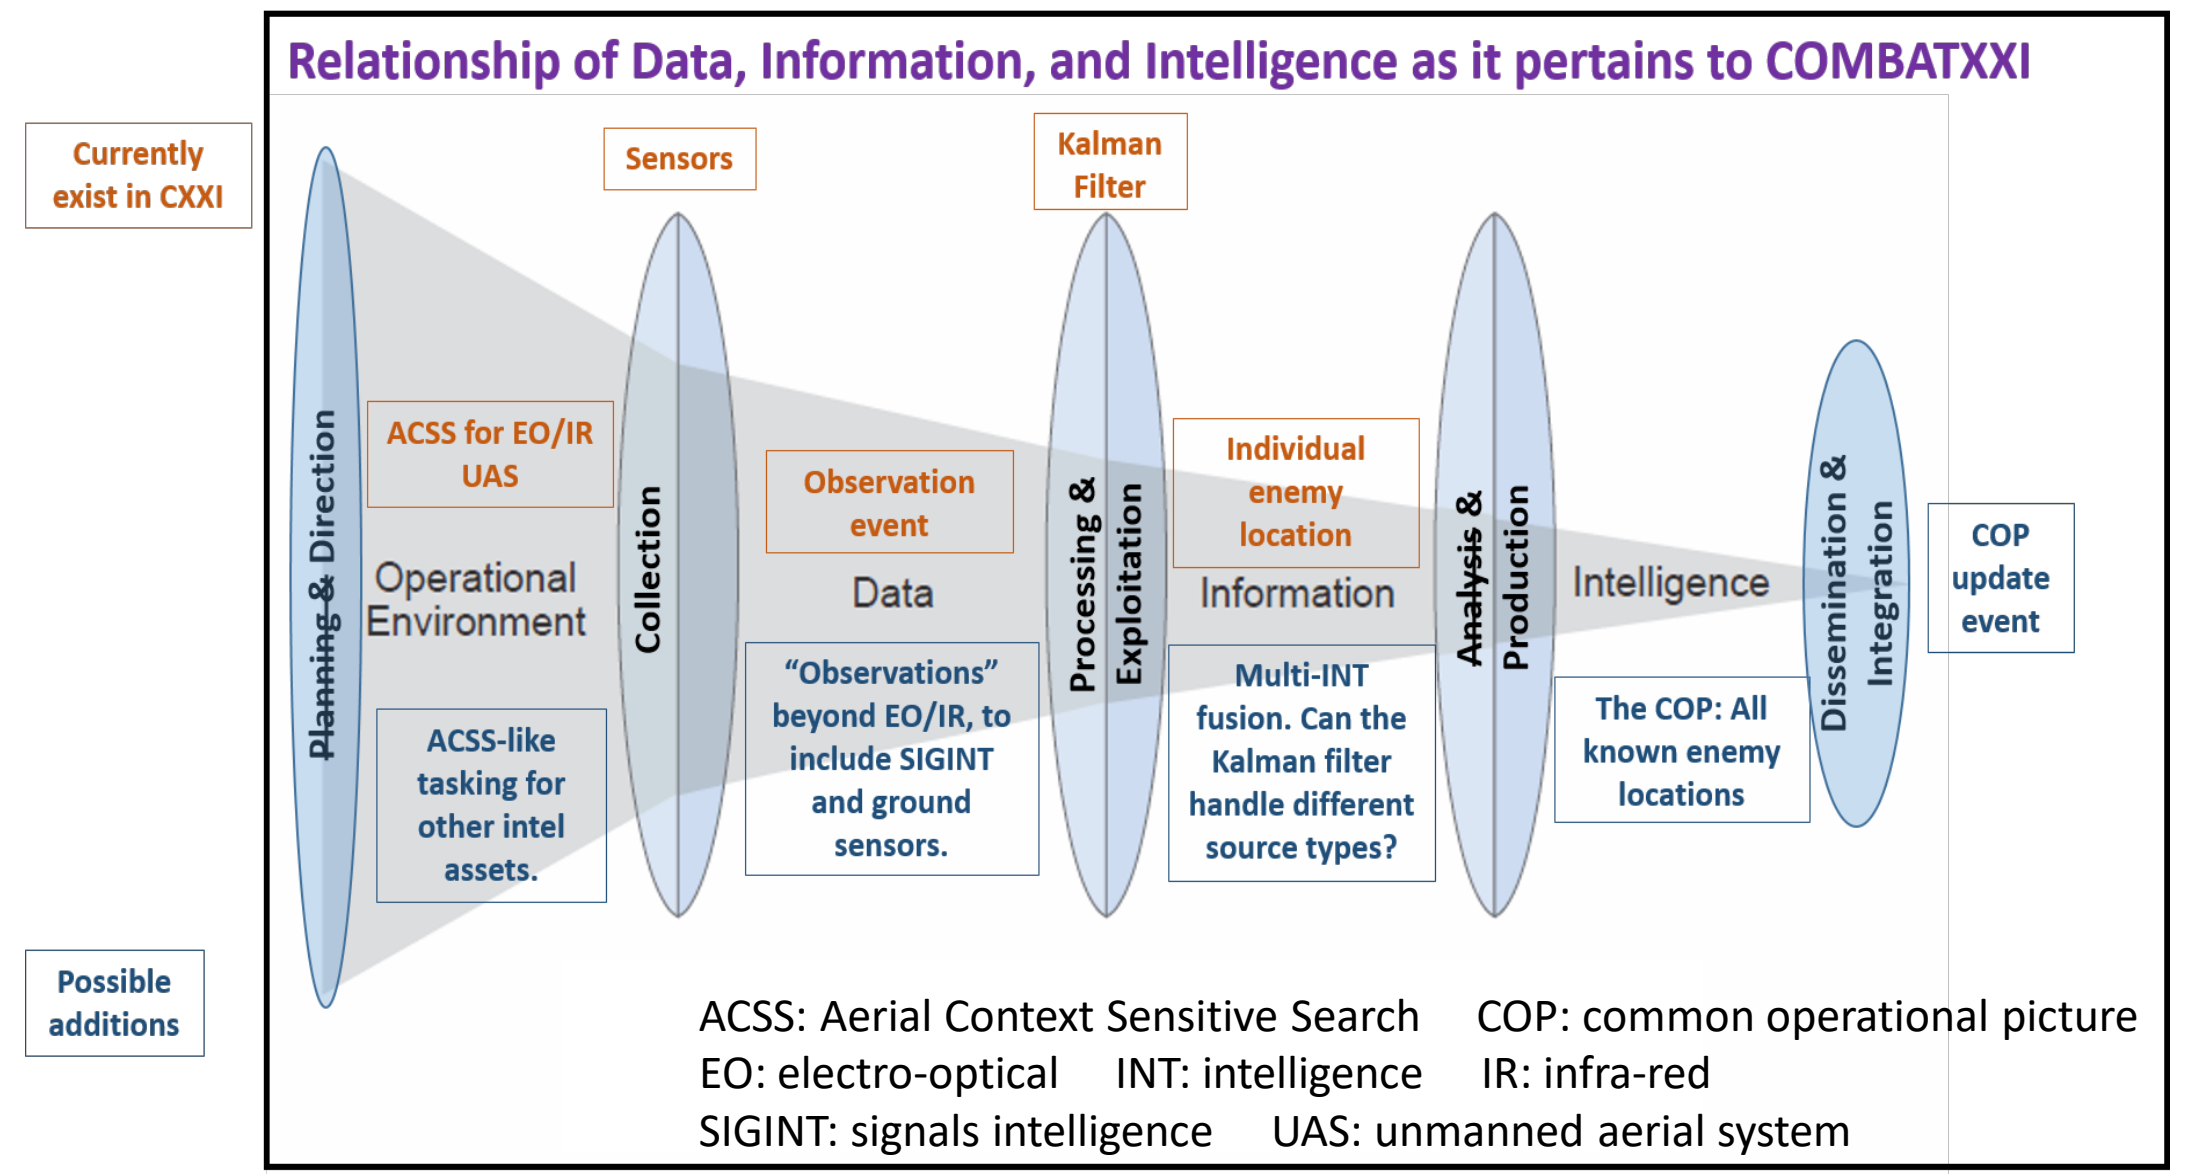 Relationship of Data, Information, and Intelligence as it pertains to COMBATXXI
Currently
exist in CXXI
Sensors
Kalman
Filter
Planning & Direction
ACSS for EO/IR
UAS
Operational
Environment
ACSS-like
tasking for
other intel
assets.
Collection
Observation
event
Data
“Observations”
beyond EO/IR, to
include SIGINT
and ground
sensors.
Processing &
Exploitation
Individual
enemy
location
Information
Multi-INT
fusion. Can the
Kalman filter
handle different
source types?
Analysis &
Production
Intelligence
The COP: All
known enemy
locations
Dissemination &
Integration
COP
update
event
Possible
additions
ACSS: Aerial Context Sensitive Search COP: common operational picture
EO: electro-optical INT: intelligence IR: infra-red
SIGINT: signals intelligence UAS: unmanned aerial system